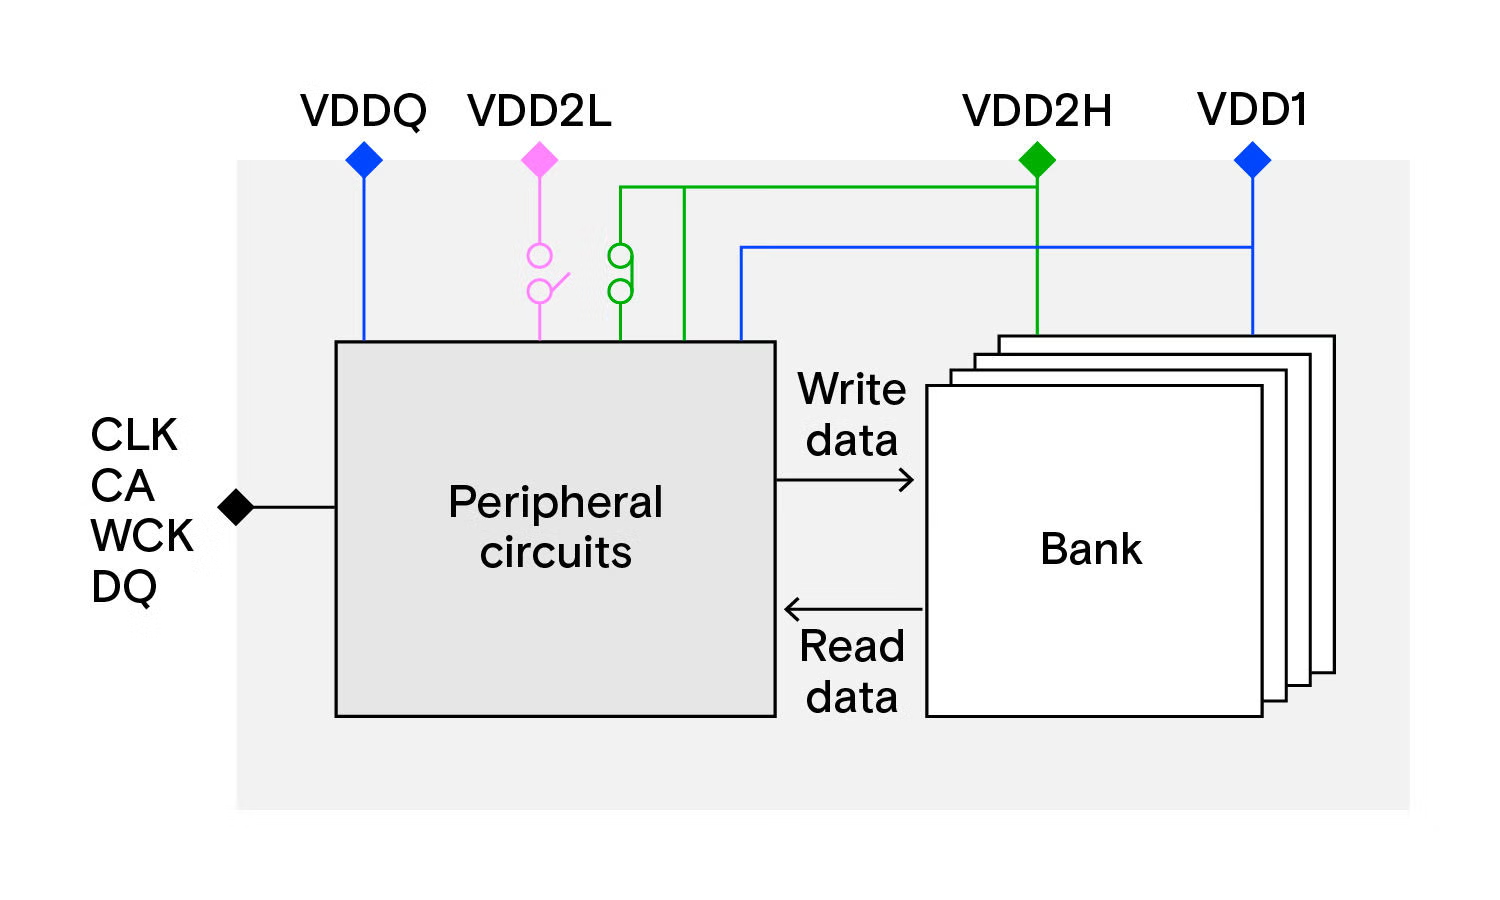 VDDQ
VDD2L
VDD2H
VDD1
CLK
CA
WCK
DQ
Peripheral
circuits
Write
data
Read
data
Bank